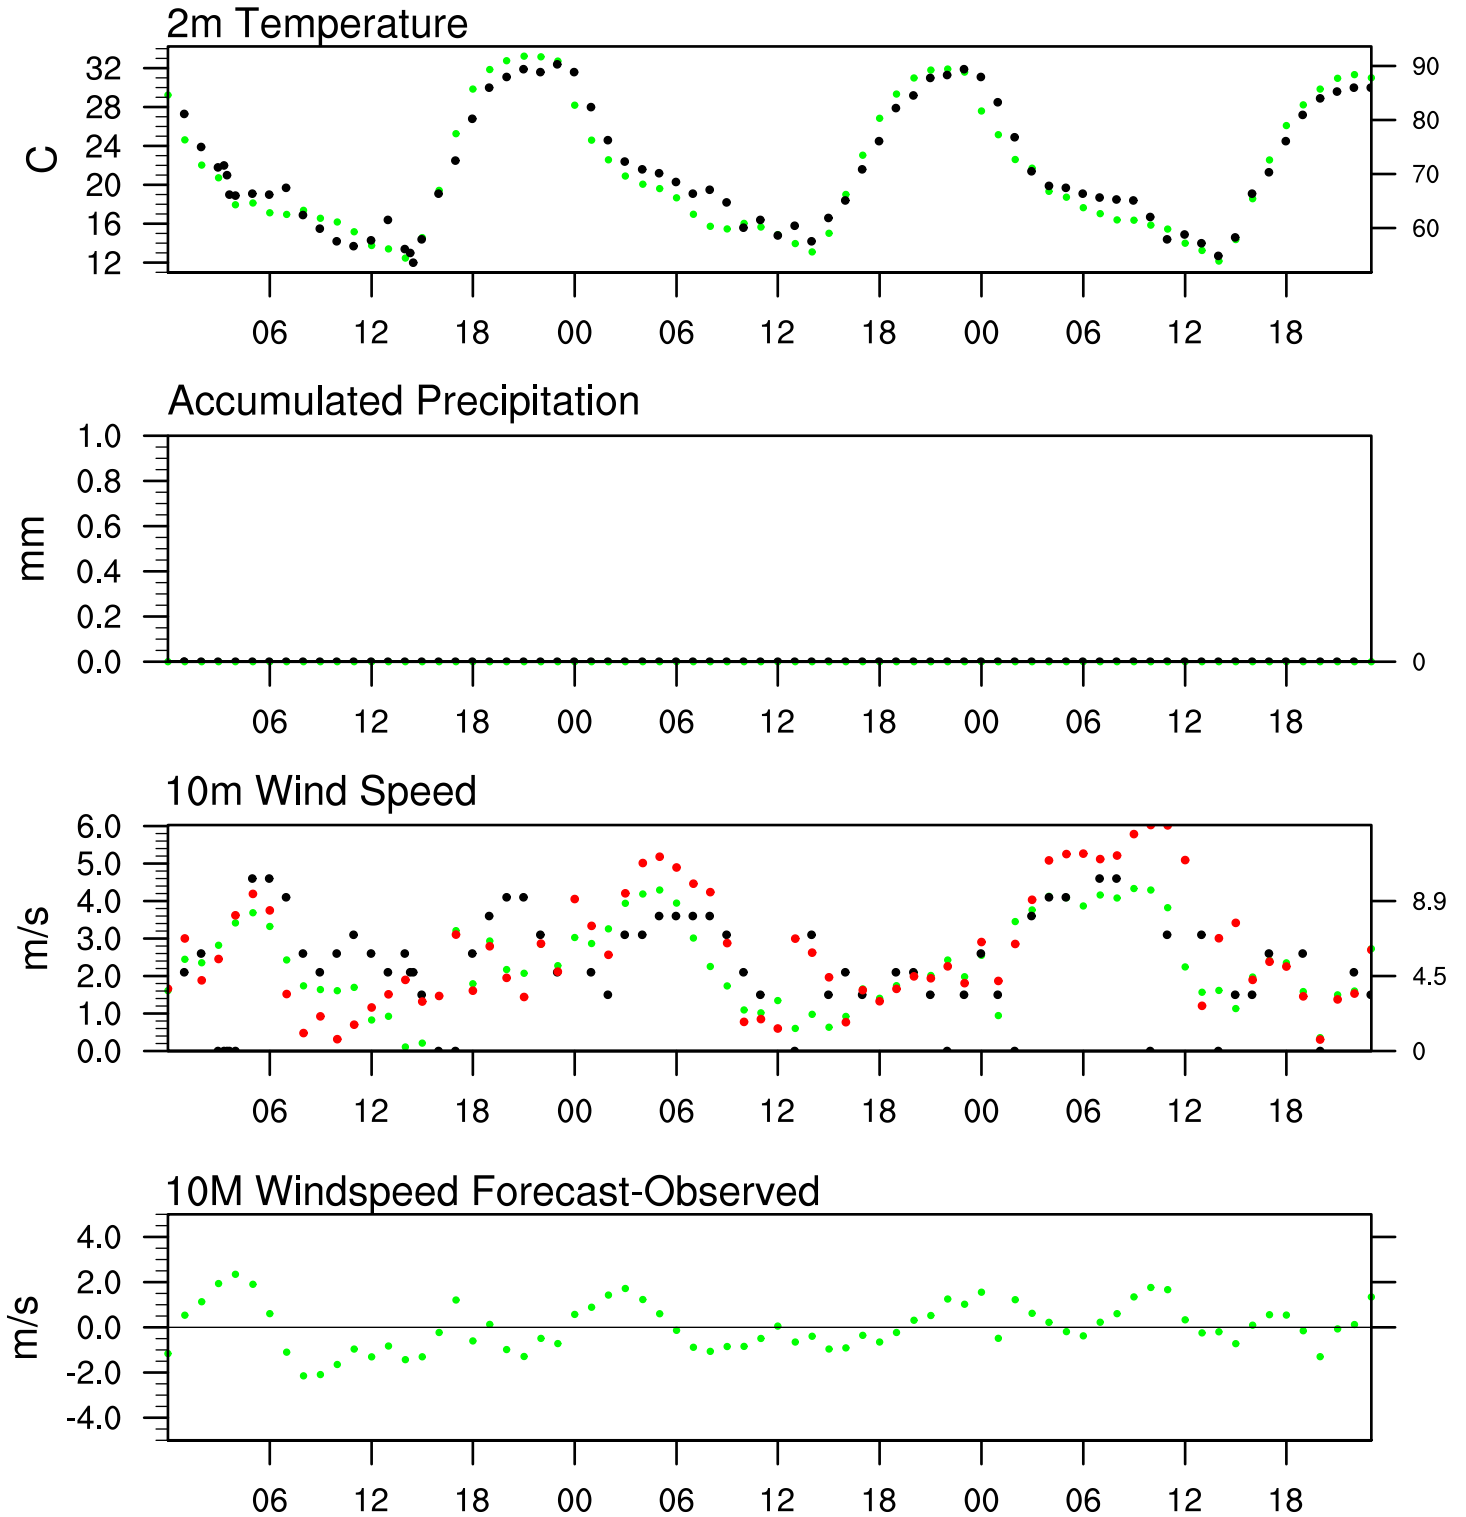 2m Temperature
32
28
24
20
16
12
C
90
80
70
60
06 12 18 00 06 12 18 00 06 12 18
Accumulated Precipitation
1.0
0.8
0.6
0.4
0.2
0.0
mm
0
06 12 18 00 06 12 18 00 06 12 18
10m Wind Speed
6.0
5.0
4.0
3.0
2.0
1.0
0.0
m/s
8.9
4.5
0
06 12 18 00 06 12 18 00 06 12 18
10M Windspeed Forecast-Observed
4.0
2.0
0.0
-2.0
-4.0
m/s
06 12 18 00 06 12 18 00 06 12 18